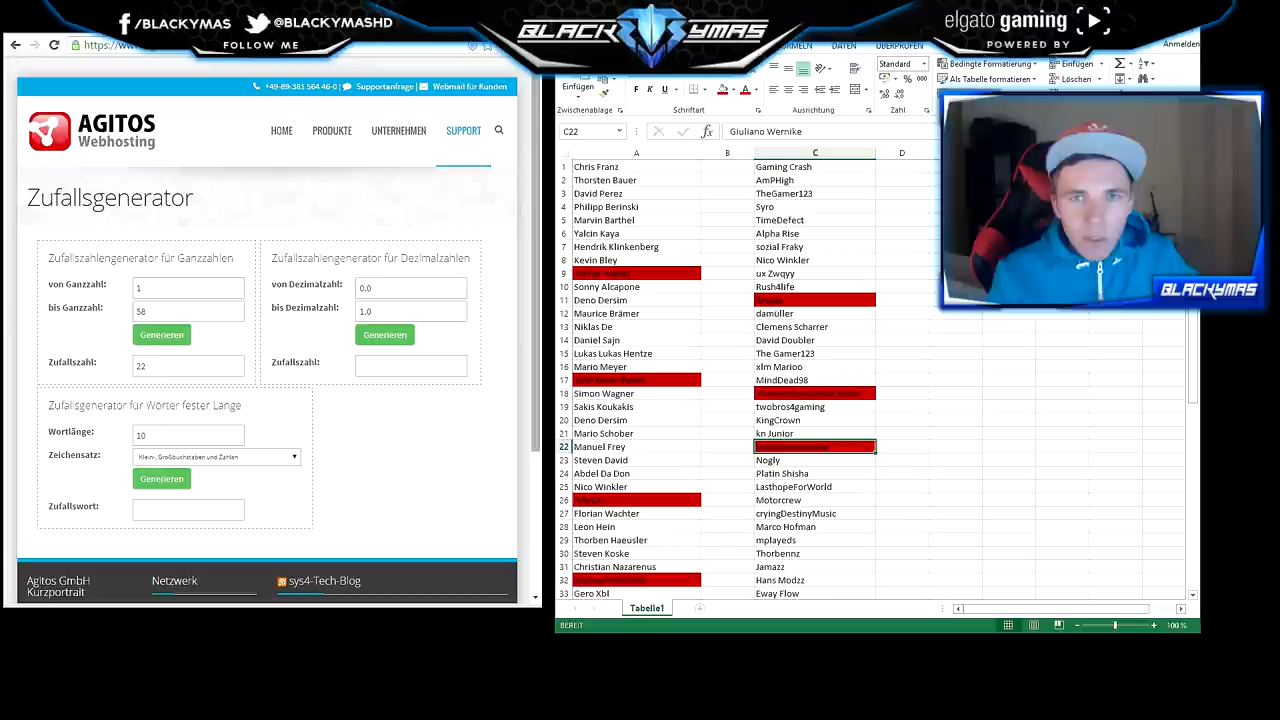 /BLACKYMAS
@BLACKYMASHD
FOLLOW ME
BLACKYMAS
elgato gaming
POWERED BY
https://
+49-89-381 564 46-0 | Supportanfrage | Webmail für Kunden
AGITOS
Webhosting
HOME PRODUKTE UNTERNEHMEN SUPPORT
Zufallsgenerator
Zufallszahlengenerator für Ganzzahlen
von Ganzzahl: 1
bis Ganzzahl: 58
Generieren
Zufallszahl: 22
Zufallszahlengenerator für Dezimalzahlen
von Dezimalzahl: 0.0
bis Dezimalzahl: 1.0
Generieren
Zufallszahl:
Zufallsgenerator für Wörter fester Länge
Wortlänge: 10
Zeichensatz: Klein-, Großbuchstaben und Zahlen
Generieren
Zufallswort:
Agitos GmbH
Kürzportrait
Netzwerk
sys4-Tech-Blog
DATEN ÜBERPRÜFEN Anmelden
Einfügen F K U Standard Bedingte Formatierung Einfügen
% 000 Als Tabelle formatieren Löschen
Zwischenablage Schriftart Ausrichtung Zahl
C22 fx Giuliano Wernike
A B C D
1 Chris Franz Gaming Crash
2 Thorsten Bauer AmPHigh
3 David Perez TheGamer123
4 Philipp Berinski Syro
5 Marvin Barthel TimeDefect
6 Yalcin Kaya Alpha Rise
7 Hendrik Klinkenberg sozial Fraky
8 Kevin Bley Nico Winkler
9 ux Zwqyy
10 Sonny Alcapone Rush4life
11 Deno Dersim
12 Maurice Brämer damüller
13 Niklas De Clemens Scharrer
14 Daniel Sajn David Doubler
15 Lukas Lukas Hentze The Gamer123
16 Mario Meyer xlm Marioo
17 MindDead98
18 Simon Wagner
19 Sakis Koukakis twobros4gaming
20 Deno Dersim KingCrown
21 Mario Schober kn Junior
22 Manuel Frey
23 Steven David Nogly
24 Abdel Da Don Platin Shisha
25 Nico Winkler LasthopeForWorld
26 Motorcrew
27 Florian Wachter cryingDestinyMusic
28 Leon Hein Marco Hofman
29 Thorben Haeusler mplayeds
30 Steven Koske Thorbennz
31 Christian Nazarenus Jamazz
32 Hans Modzz
33 Gero Xbl Eway Flow
Tabelle1
BEREIT 100 %
BLACKYMAS